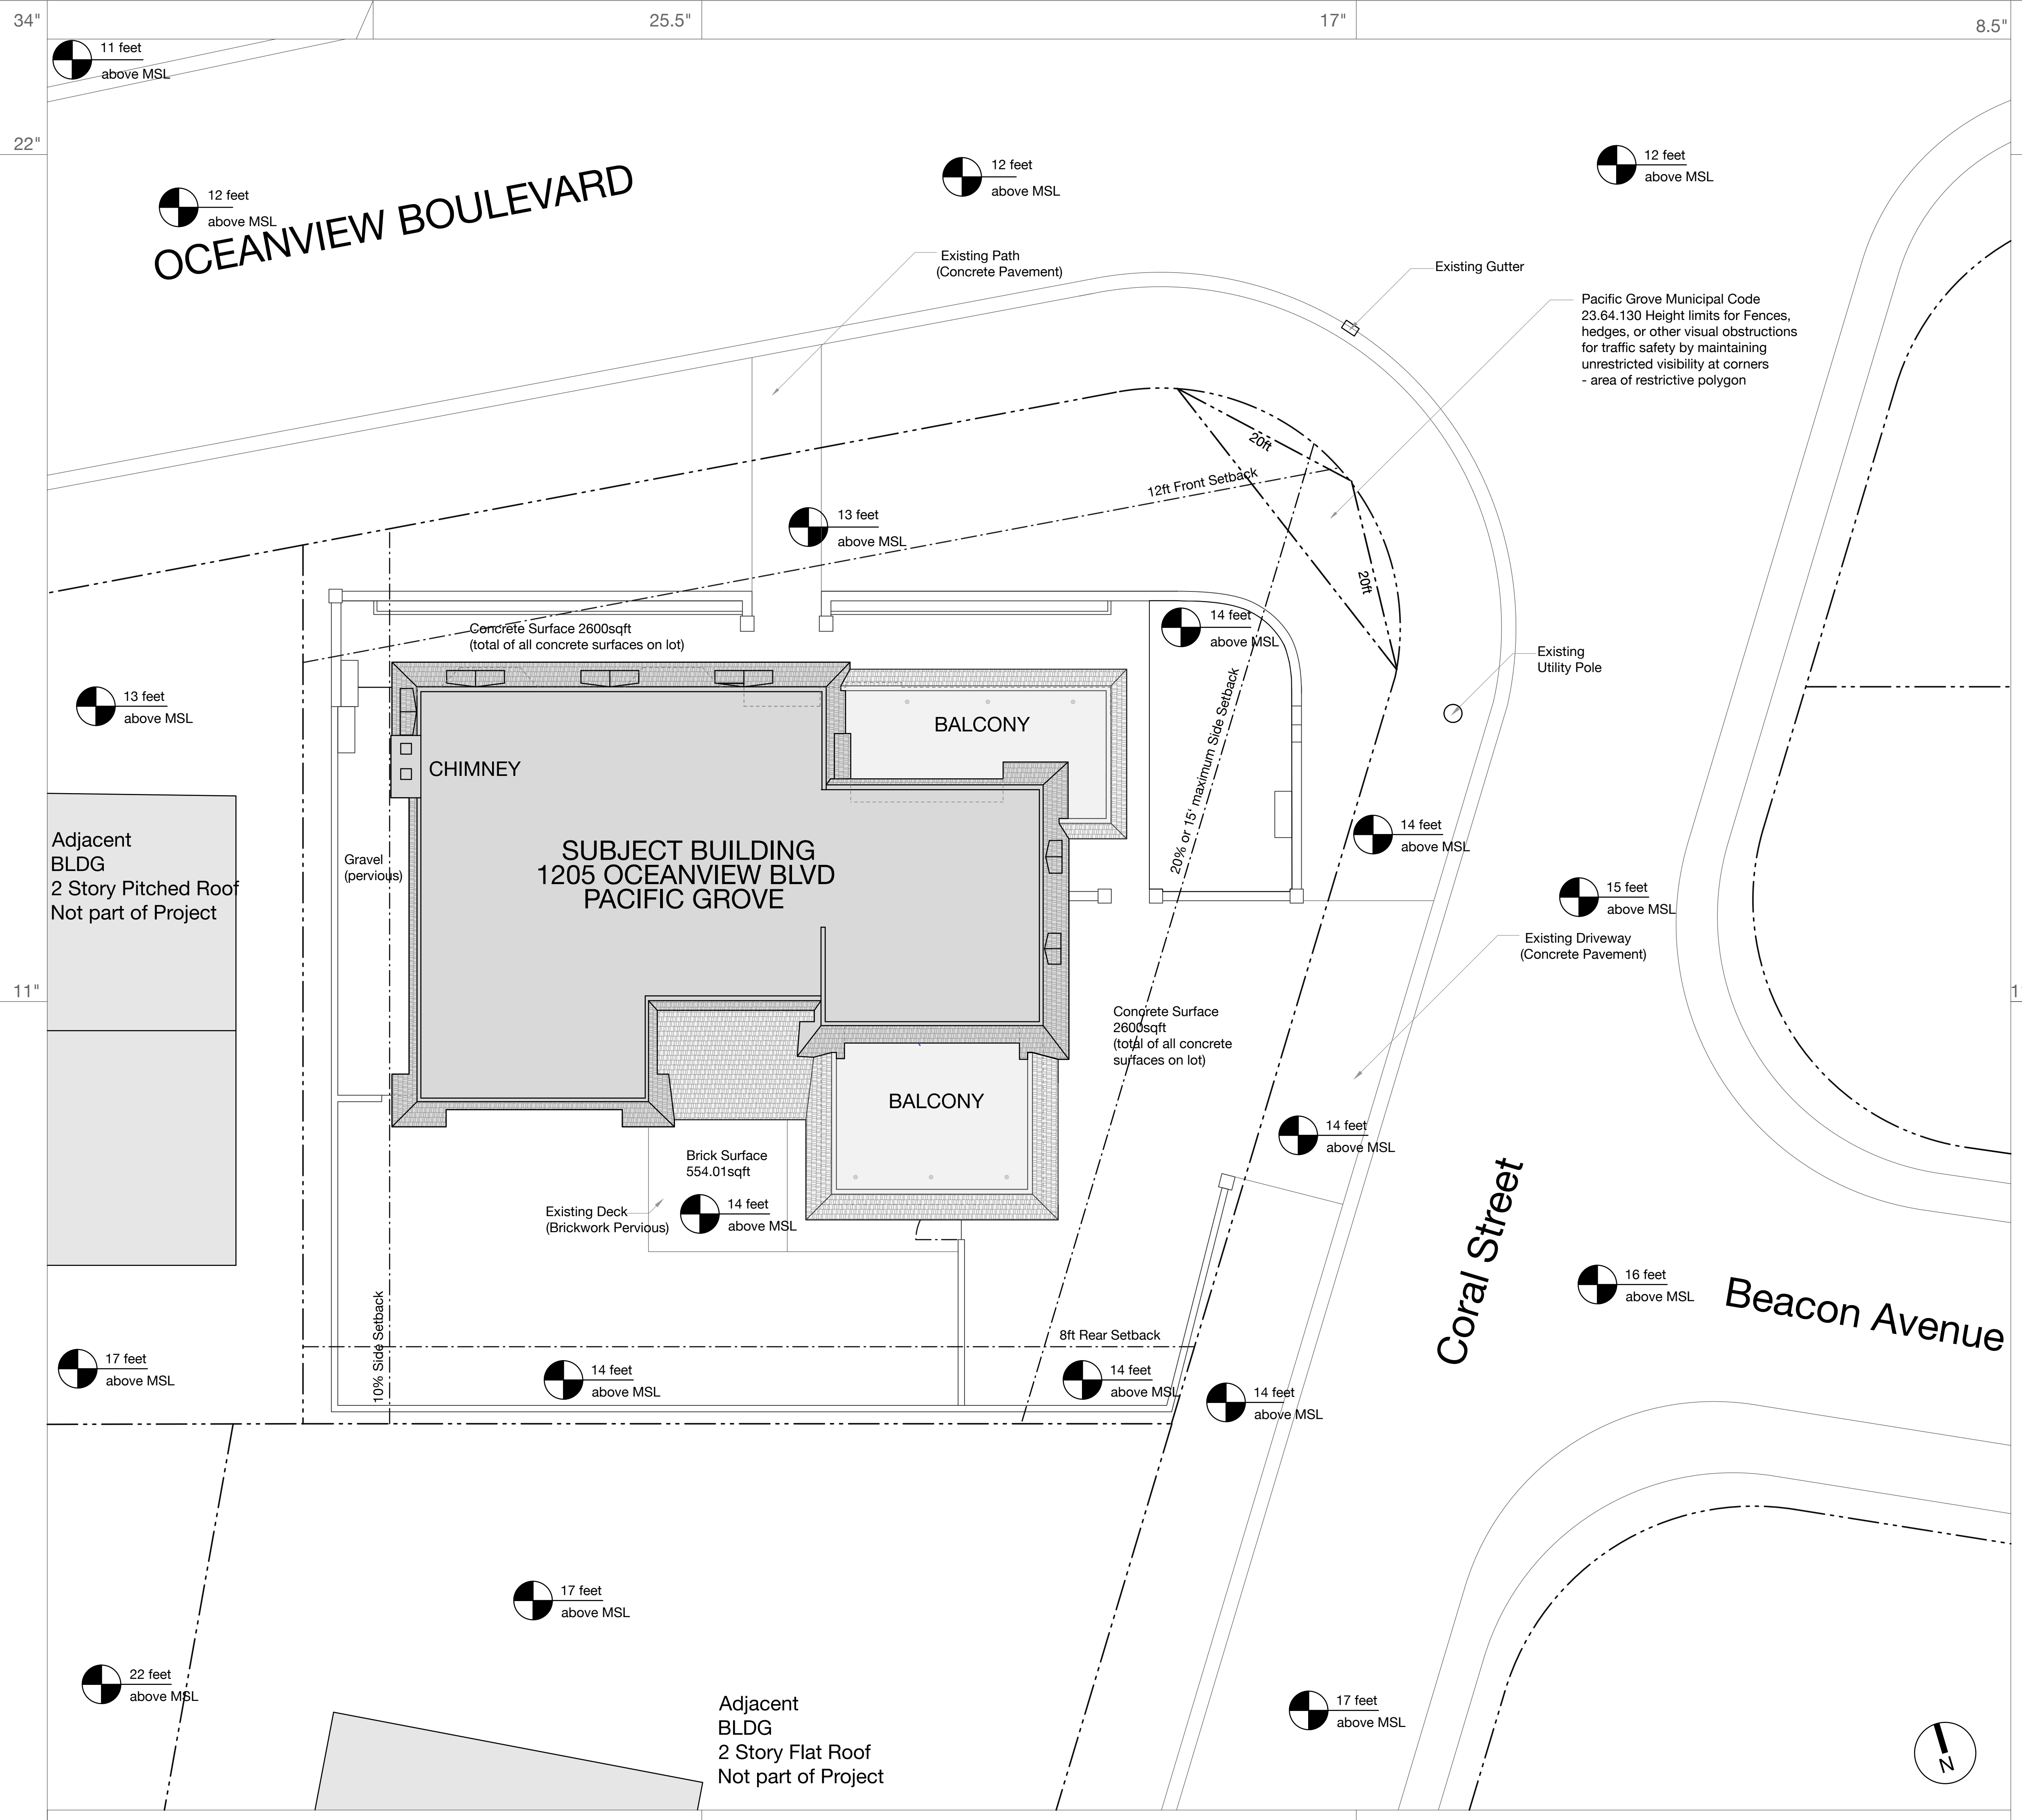 34"
25.5"
17"
8.5"
11 feet
above MSL
22"
12 feet
above MSL
12 feet
above MSL
12 feet
above MSL
OCEANVIEW BOULEVARD
Existing Path
(Concrete Pavement)
Existing Gutter
Pacific Grove Municipal Code
23.64.130 Height limits for Fences,
hedges, or other visual obstructions
for traffic safety by maintaining
unrestricted visibility at corners
- area of restrictive polygon
20ft
12ft Front Setback
20ft
13 feet
above MSL
Concrete Surface 2600sqft
(total of all concrete surfaces on lot)
14 feet
above MSL
Existing
Utility Pole
13 feet
above MSL
BALCONY
CHIMNEY
20% or 15' maximum Side Setback
Adjacent
BLDG
2 Story Pitched Roof
Not part of Project
Gravel
(pervious)
SUBJECT BUILDING
1205 OCEANVIEW BLVD
PACIFIC GROVE
14 feet
above MSL
15 feet
above MSL
Existing Driveway
(Concrete Pavement)
11"
1
Concrete Surface
2600sqft
(total of all concrete
surfaces on lot)
BALCONY
14 feet
above MSL
Brick Surface
554.01sqft
Existing Deck
(Brickwork Pervious)
14 feet
above MSL
Coral Street
16 feet
above MSL
Beacon Avenue
10% Side Setback
8ft Rear Setback
17 feet
above MSL
14 feet
above MSL
14 feet
above MSL
14 feet
above MSL
17 feet
above MSL
22 feet
above MSL
Adjacent
BLDG
2 Story Flat Roof
Not part of Project
17 feet
above MSL
N